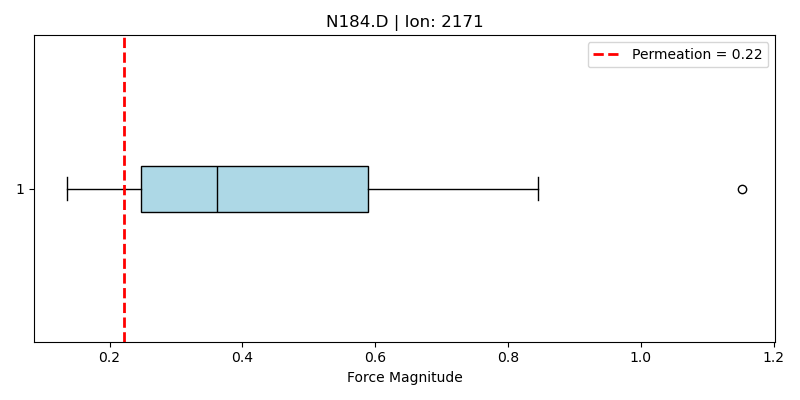 N184.D | Ion: 2171
Permeation = 0.22
1
0.2 0.4 0.6 0.8 1.0 1.2
Force Magnitude